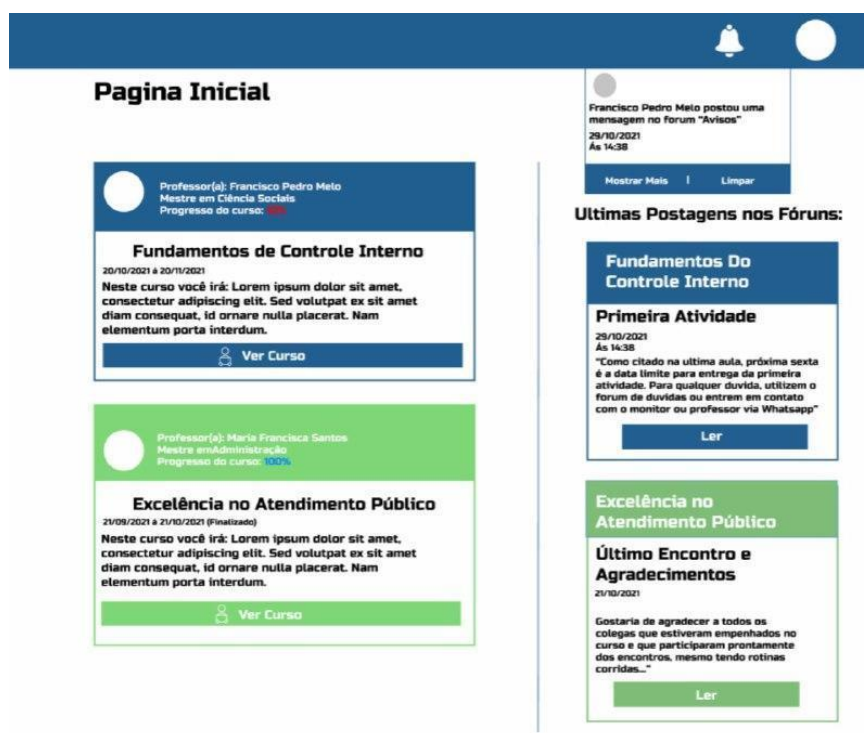 Pagina Inicial
Professor(a): Francisco Pedro Melo
Mestre em Ciência Sociais
Progresso do curso:
Fundamentos de Controle Interno
20/10/2021 á 20/11/2021
Neste curso você irá: Lorem ipsum dolor sit amet,
consectetur adipiscing elit. Sed volutpat ex sit amet
diam consequat, id ornare nulla placerat. Nam
elementum porta interdum.
Ver Curso
Professor(a): Maria Francisca Santos
Mestre emAdministração
Progresso do curso: 100%
Excelência no Atendimento Público
21/09/2021 á 21/10/2021 (Finalizado)
Neste curso você irá: Lorem ipsum dolor sit amet,
consectetur adipiscing elit. Sed volutpat ex sit amet
diam consequat, id ornare nulla placerat. Nam
elementum porta interdum.
Ver Curso
Francisco Pedro Melo postou uma
mensagem no forum "Avisos"
29/10/2021
Ás 14:38
Mostrar Mais | Limpar
Ultimas Postagens nos Fóruns:
Fundamentos Do
Controle Interno
Primeira Atividade
29/10/2021
Ás 14:38
"Como citado na ultima aula, próxima sexta
é a data limite para entrega da primeira
atividade. Para qualquer duvida, utilizem o
forum de duvidas ou entrem em contato
com o monitor ou professor via Whatsapp"
Ler
Excelência no
Atendimento Público
Último Encontro e
Agradecimentos
21/10/2021
Gostaria de agradecer a todos os
colegas que estiveram empenhados no
curso e que participaram prontamente
dos encontros, mesmo tendo rotinas
corridas..."
Ler